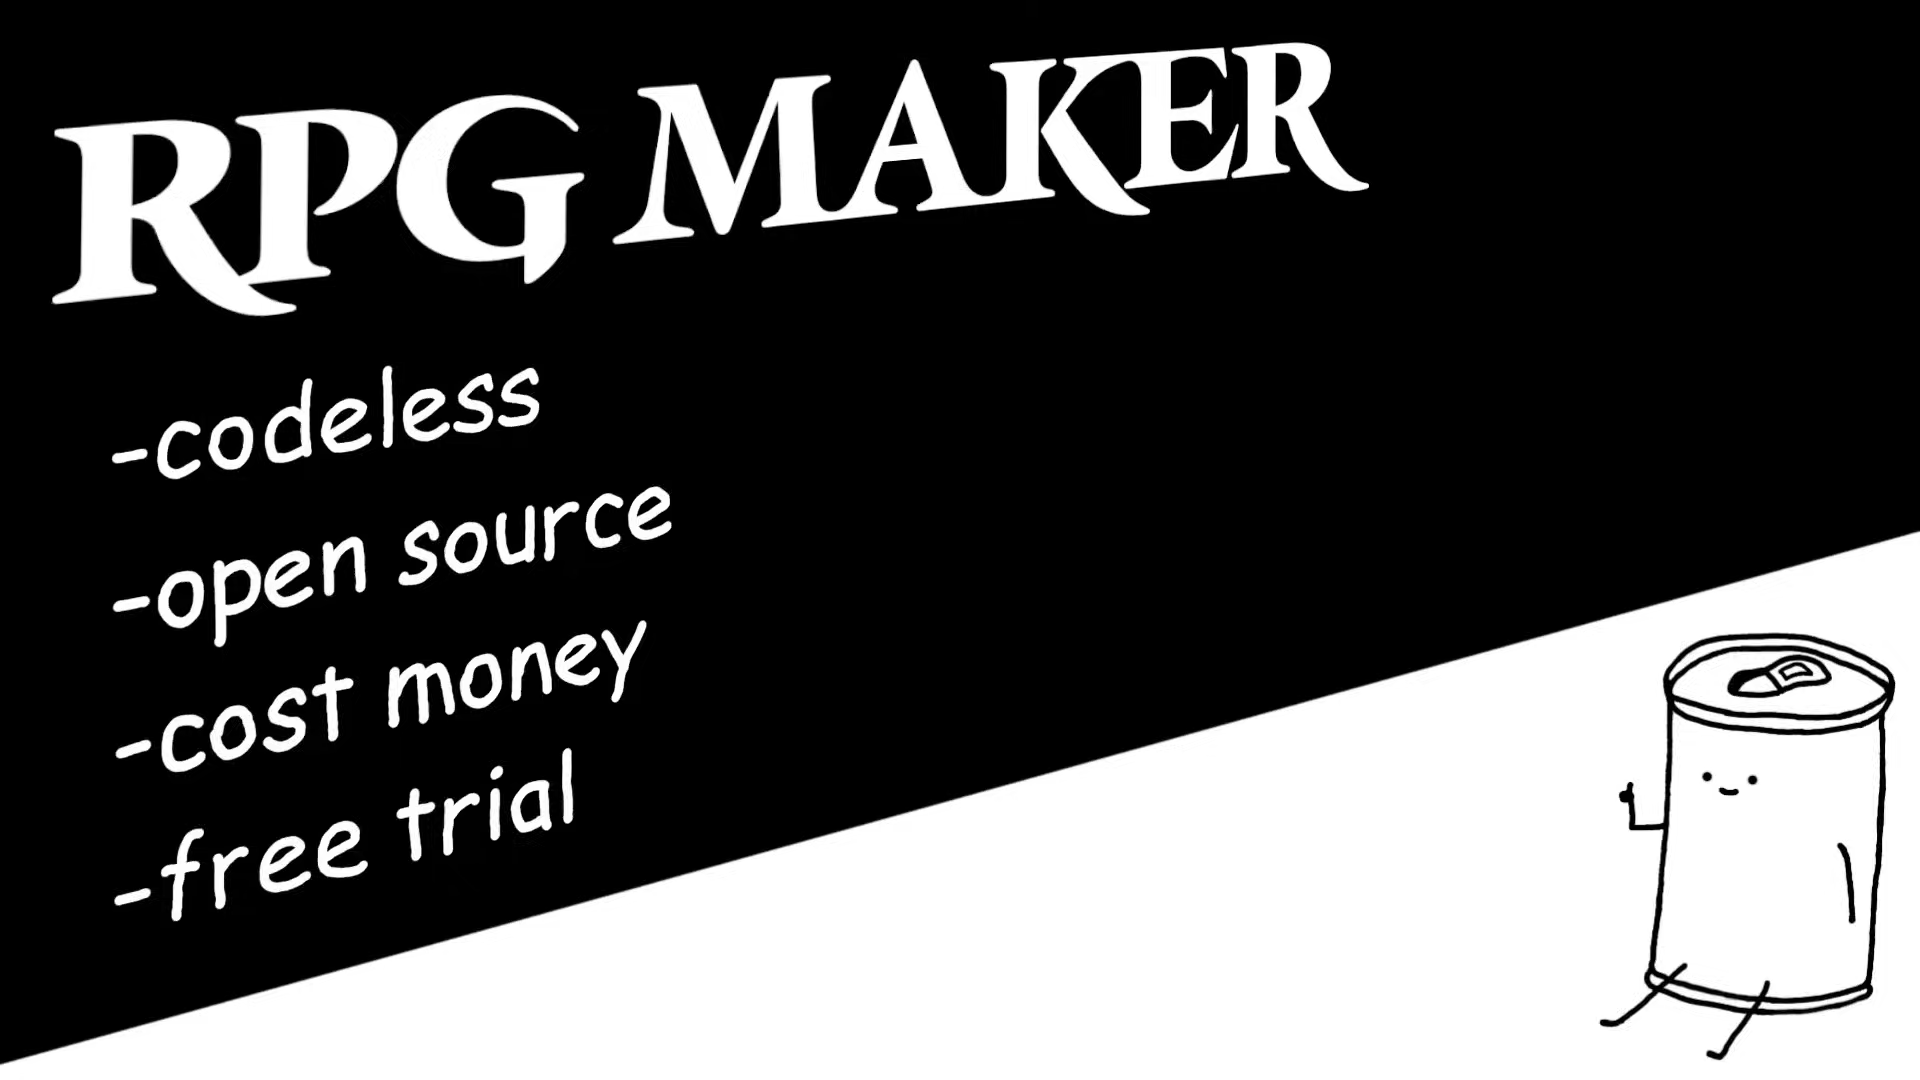 RPG MAKER
-codeless
-open source
-cost money
-free trial